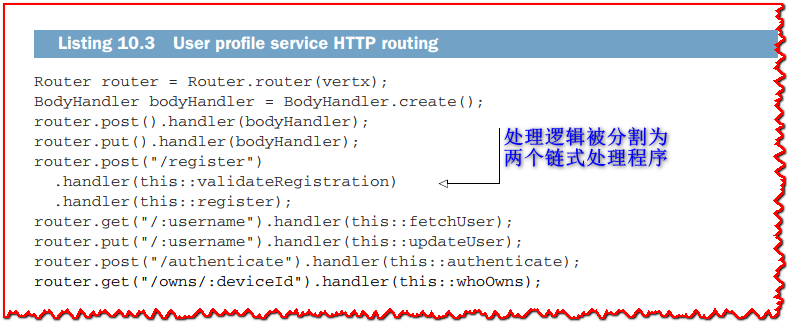 Listing 10.3 User profile service HTTP routing
Router router = Router.router(vertx);
BodyHandler bodyHandler = BodyHandler.create();
router.post().handler(bodyHandler);
router.put().handler(bodyHandler);
router.post("/register")
.handler(this::validateRegistration)
.handler(this::register);
router.get("/:username").handler(this::fetchUser);
router.put("/:username").handler(this::updateUser);
router.post("/authenticate").handler(this::authenticate);
router.get("/owns/:deviceId").handler(this::whoOwns);
处理逻辑被分割为
两个链式处理程序